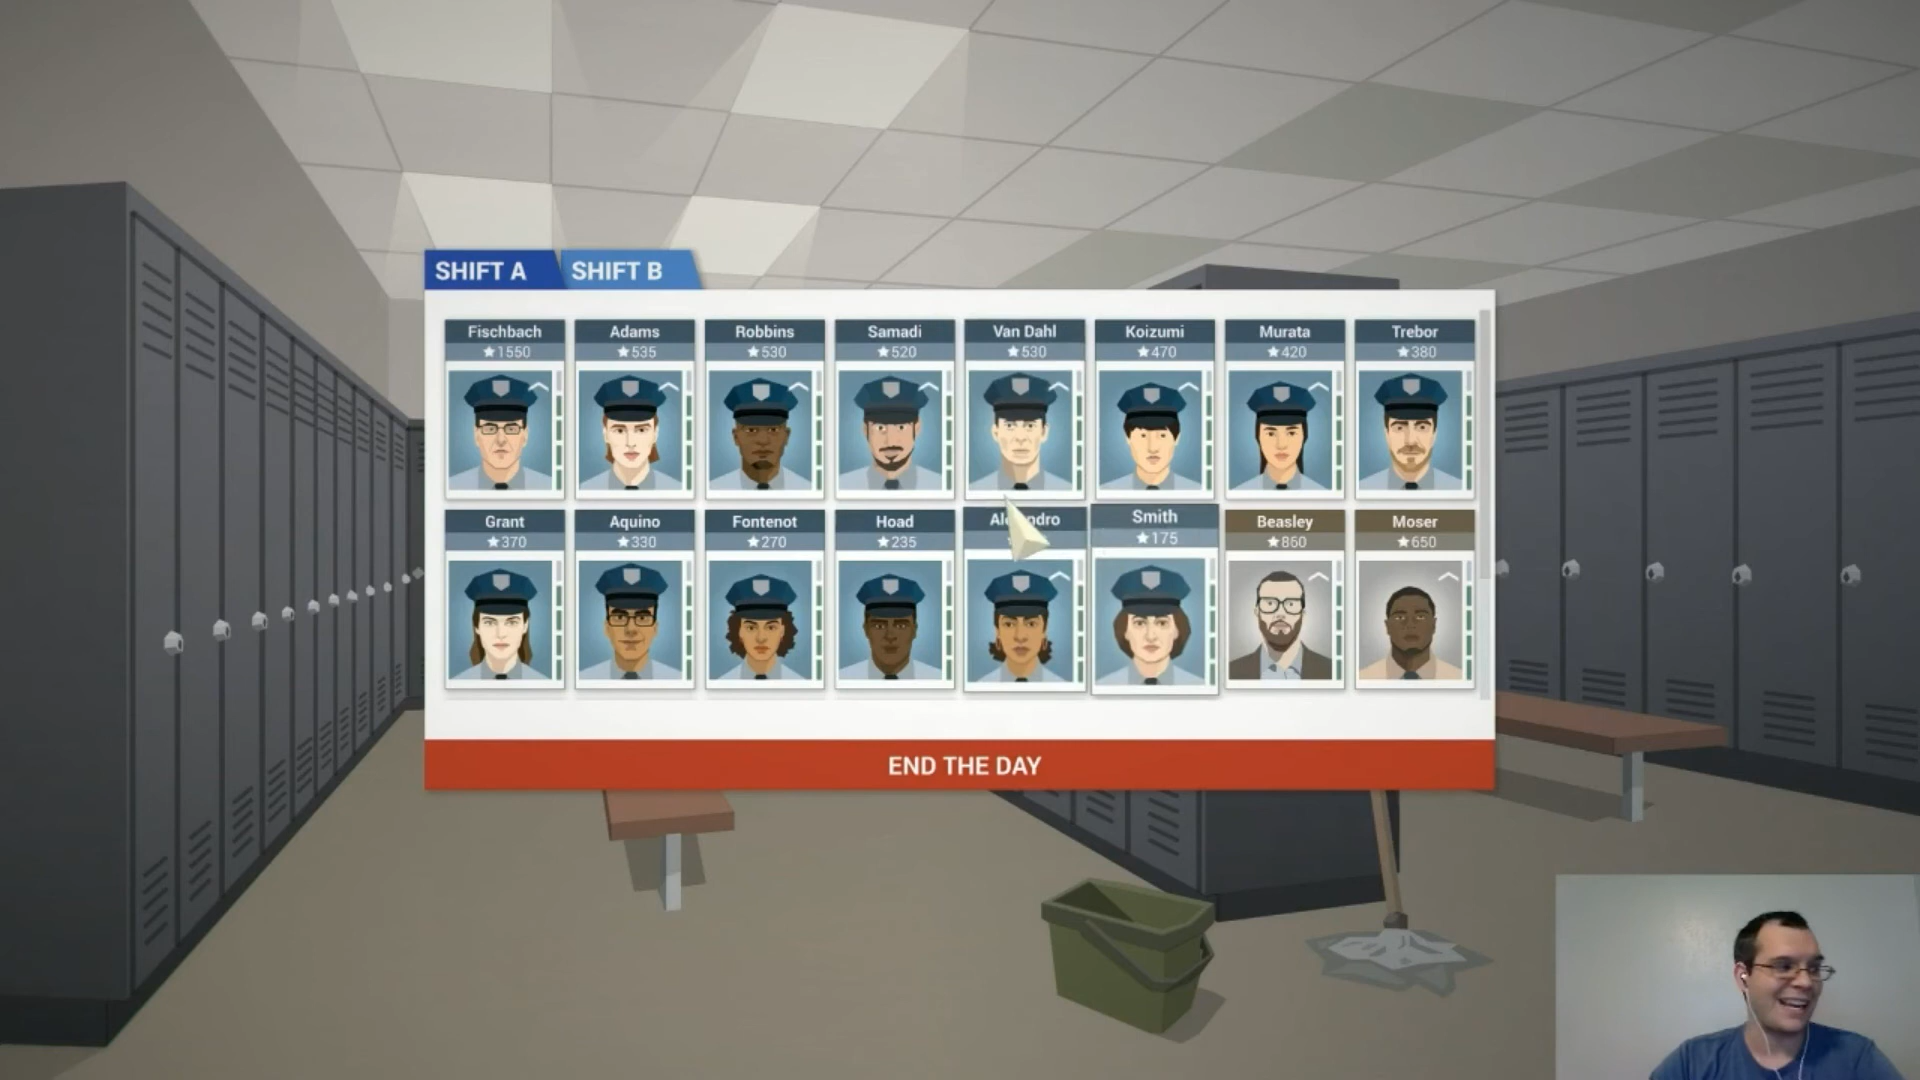 SHIFT A SHIFT B
Fischbach Adams Robbins Samadi Van Dahl Koizumi Murata Trebor
★1550 ★535 ★530 ★520 ★530 ★470 ★420 ★380
Grant Aquino Fontenot Hoad Smith Beasley Moser
★370 ★330 ★270 ★235 ★175 ★860 ★650
END THE DAY